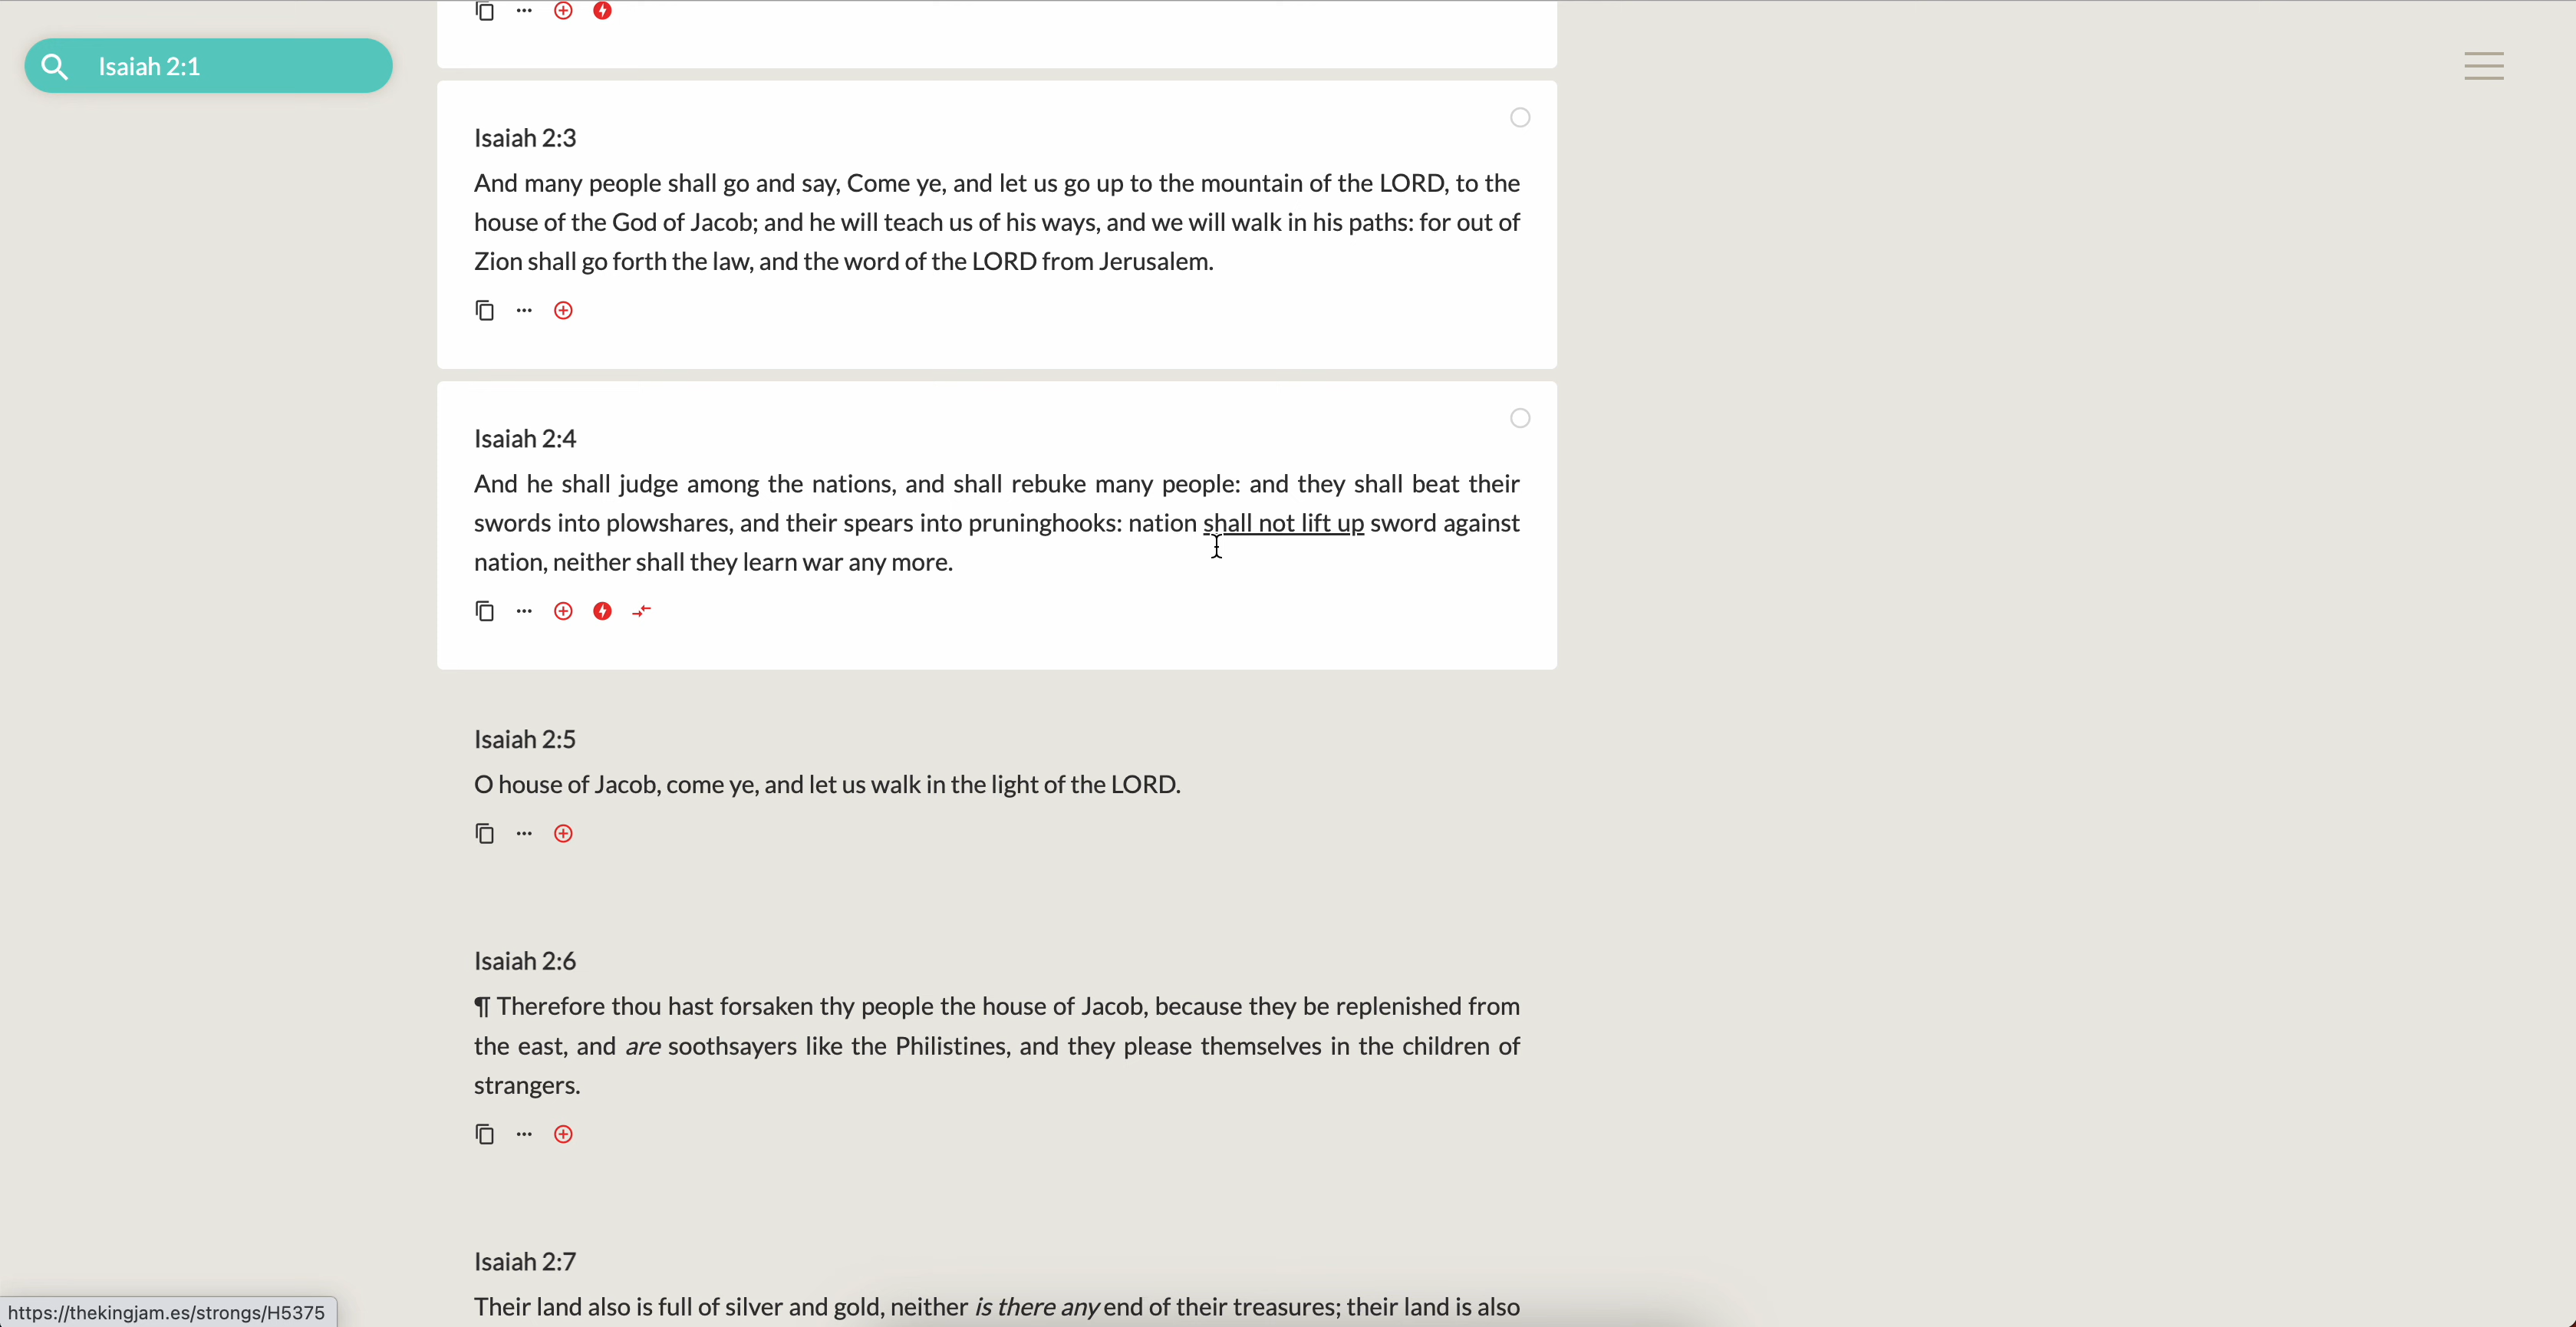 Isaiah 2:1
Isaiah 2:3
And many people shall go and say, Come ye, and let us go up to the mountain of the LORD, to the
house of the God of Jacob; and he will teach us of his ways, and we will walk in his paths: for out of
Zion shall go forth the law, and the word of the LORD from Jerusalem.
Isaiah 2:4
And he shall judge among the nations, and shall rebuke many people: and they shall beat their
swords into plowshares, and their spears into pruninghooks: nation shall not lift up sword against
nation, neither shall they learn war any more.
Isaiah 2:5
O house of Jacob, come ye, and let us walk in the light of the LORD.
Isaiah 2:6
¶ Therefore thou hast forsaken thy people the house of Jacob, because they be replenished from
the east, and are soothsayers like the Philistines, and they please themselves in the children of
strangers.
Isaiah 2:7
Their land also is full of silver and gold, neither is there any end of their treasures; their land is also
https://thekingjam.es/strongs/H5375